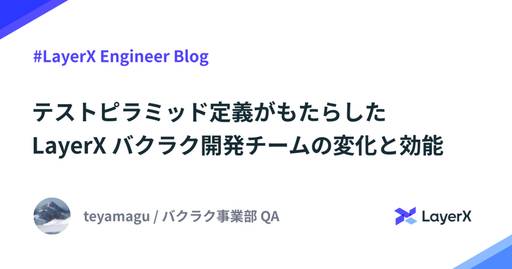 #LayerX Engineer Blog
テストピラミッド定義がもたらした
LayerX バクラク開発チームの変化と効能
teyamagu / バクラク事業部 QA
LayerX